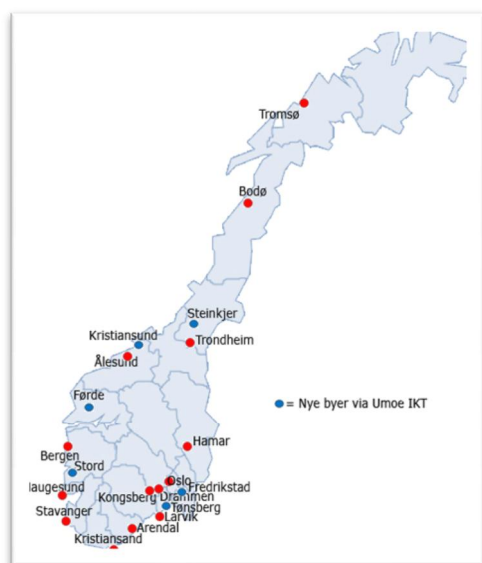 Tromsø
Bodø
Steinkjer
Kristiansund
Trondheim
Ålesund
Førde
= Nye byer via Umoe IKT
Hamar
Bergen
Stord
Oslo
Haugesund
Fredrikstad
Kongsberg Drammen
Tønsberg
Stavanger
Larvik
Arendal
Kristiansand